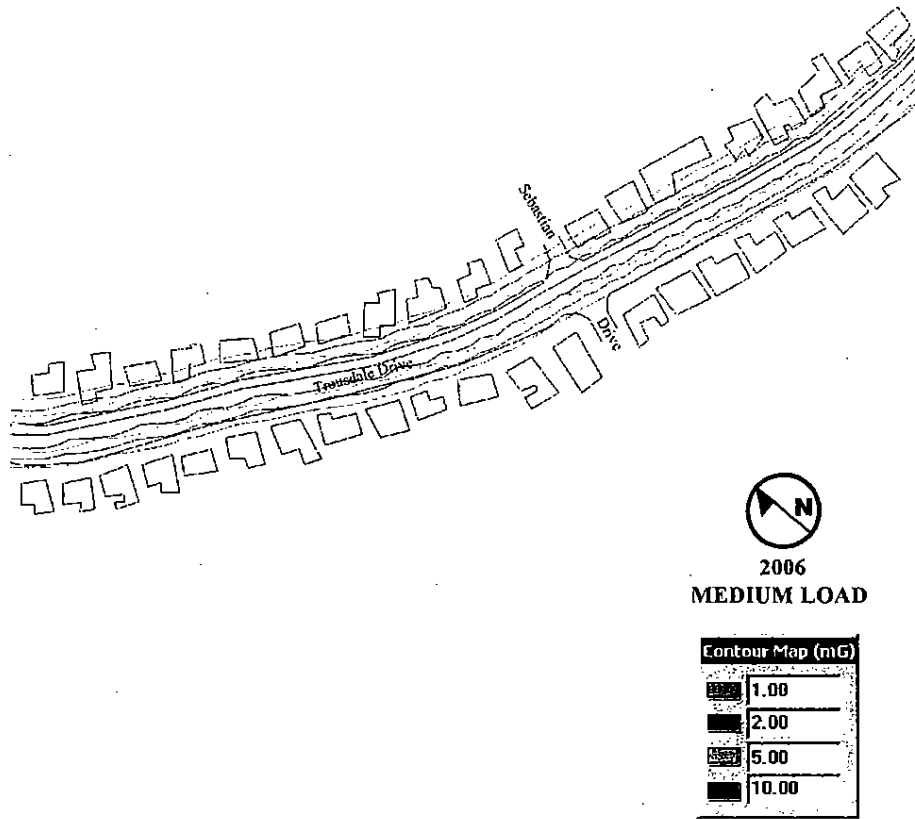 Sebastian
Drive
Trousdale Drive
N
2006
MEDIUM LOAD
Contour Map (mG)
1.00
2.00
5.00
10.00